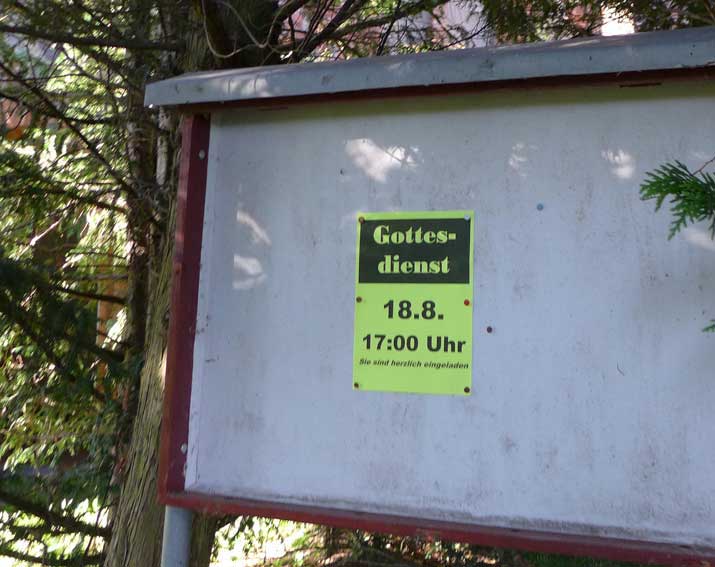 Gottes-
dienst
18.8.
17:00 Uhr
Sie sind herzlich eingeladen